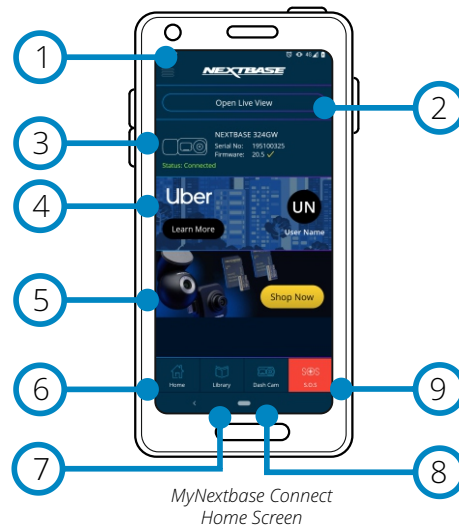 1
4G
NEXTBASE
Open Live View
2
3
NEXTBASE 324GW
Serial No: 195100325
Firmware: 20.5
Status: Connected
4
Uber
UN
Learn More
User Name
5
Shop Now
6
SOS
Home
Library
Dash Cam
S.O.S
9
7
8
MyNextbase Connect
Home Screen